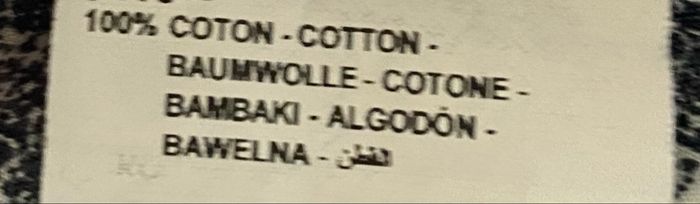 100% COTON - COTTON -
BAUMWOLLE - COTONE -
BAMBAKI - ALGODÓN -
BAWELNA - قطن